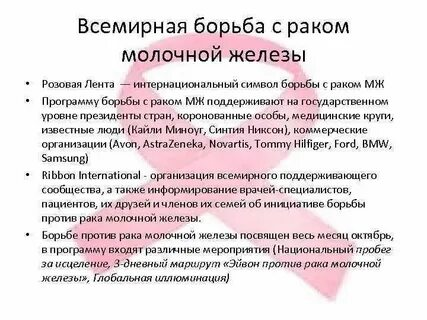 Всемирная борьба с раком
молочной железы
• Розовая Лента — интернациональный символ борьбы с раком МЖ
• Программу борьбы с раком МЖ поддерживают на государственном
уровне президенты стран, коронованные особы, медицинские круги,
известные люди (Кайли Миноуг, Синтия Никсон), коммерческие
организации (Avon, AstraZeneka, Novartis, Tommy Hilfiger, Ford, BMW,
Samsung)
• Ribbon International - организация всемирного поддерживающего
сообщества, а также информирование врачей-специалистов,
пациентов, их друзей и членов их семей об инициативе борьбы
против рака молочной железы.
• Борьбе против рака молочной железы посвящен весь месяц октябрь,
в программу входят различные мероприятия (Национальный пробег
за исцеление, 3-дневный маршрут «Эйвон против рака молочной
железы», Глобальная иллюминация)